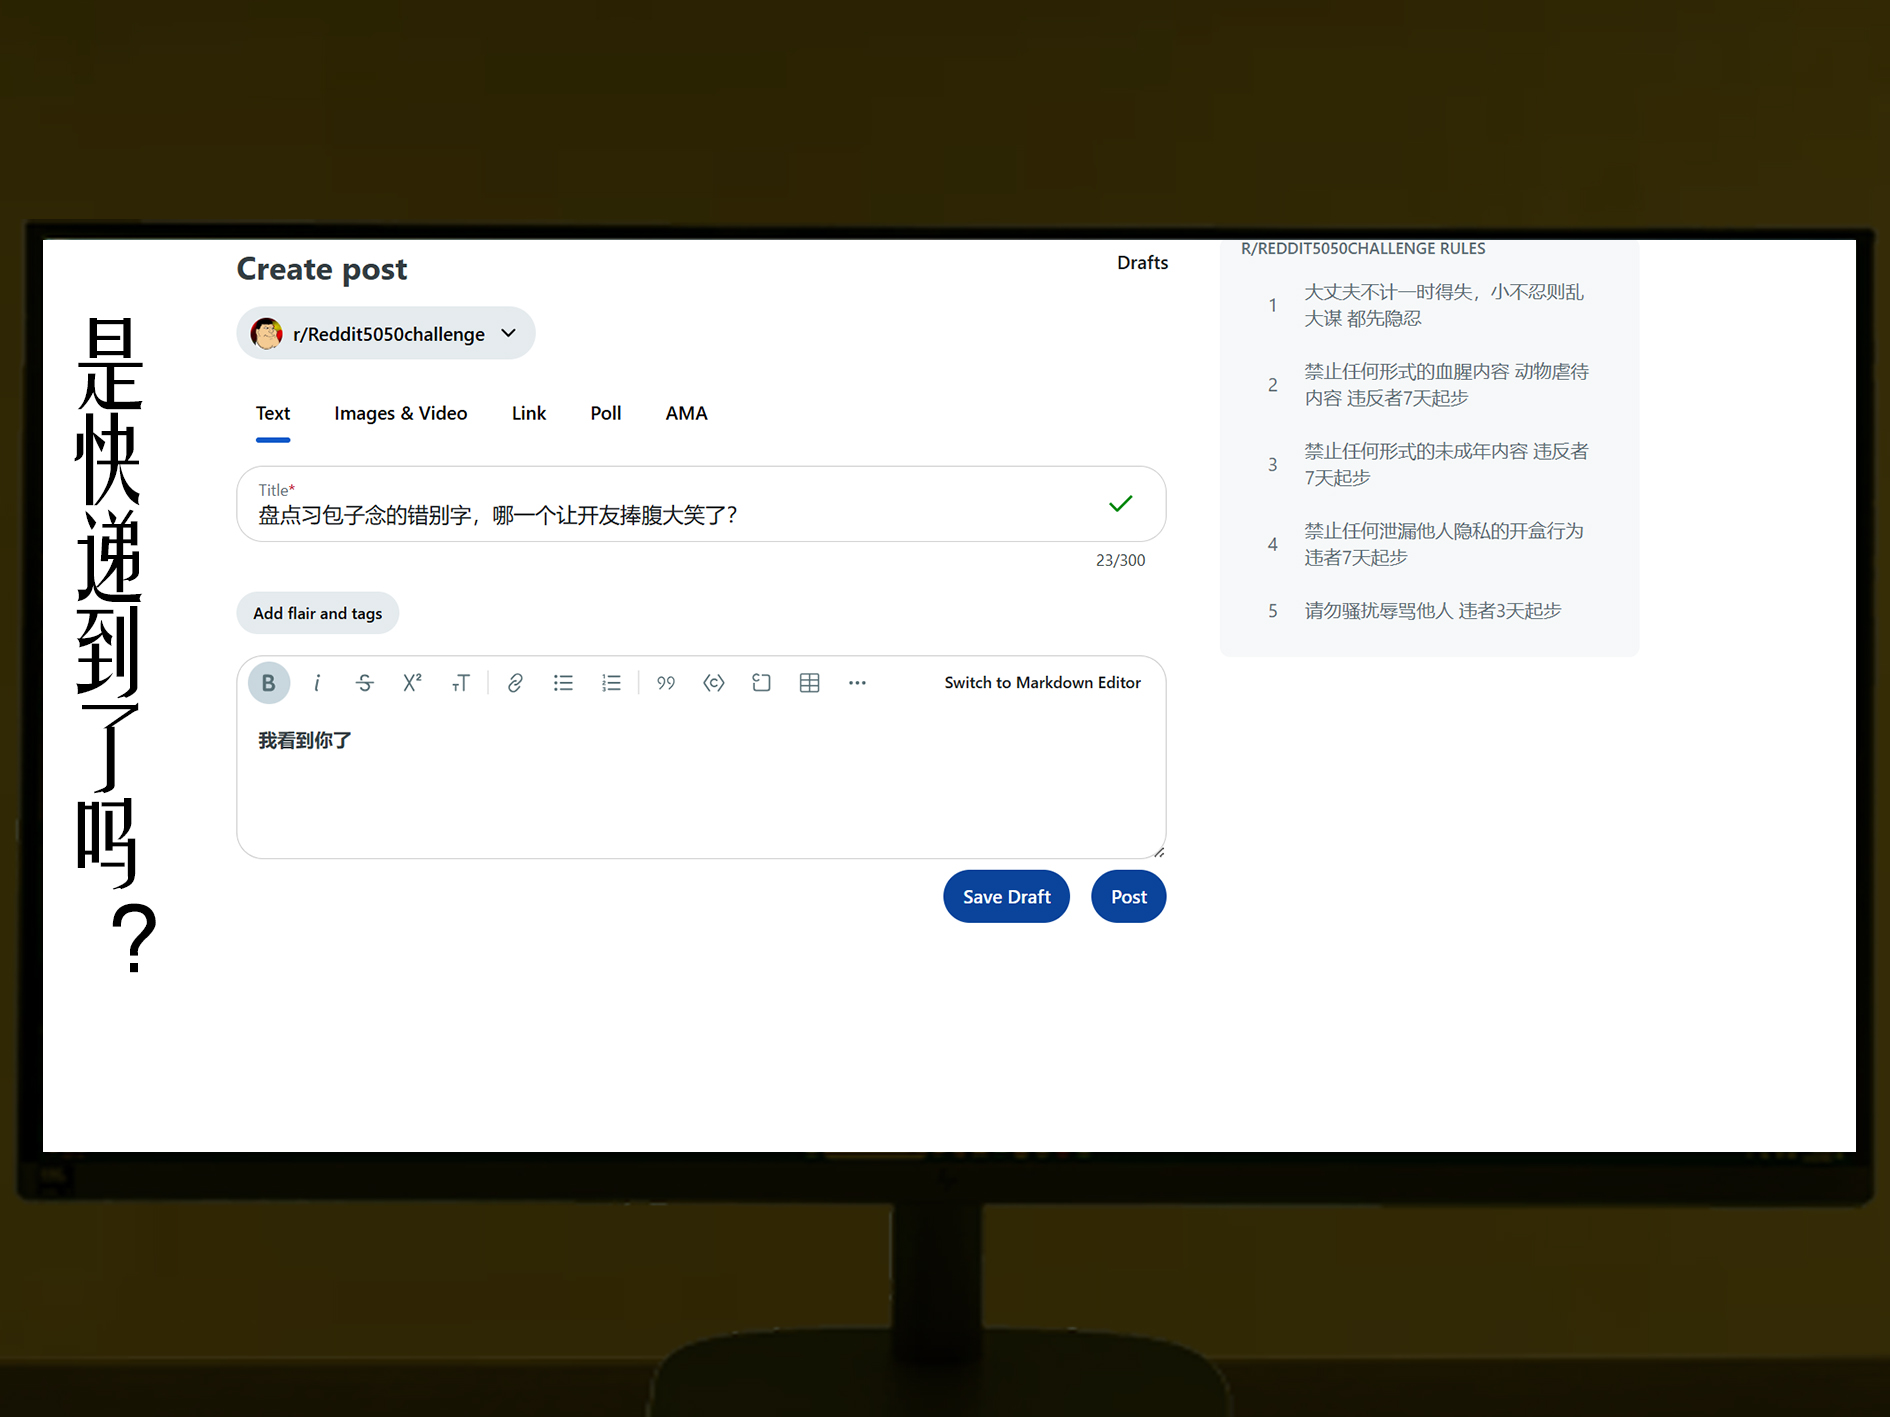 是快递到了吗？
Create post
Drafts
r/Reddit5050challenge
Text Images & Video Link Poll AMA
Title*
盘点习包子念的错别字，哪一个让开友捧腹大笑了？
23/300
Add flair and tags
Switch to Markdown Editor
我看到你了
Save Draft Post
R/REDDIT5050CHALLENGE RULES
1 大丈夫不计一时得失，小不忍则乱
大谋 都先隐忍
2 禁止任何形式的血腥内容 动物虐待
内容 违反者7天起步
3 禁止任何形式的未成年内容 违反者
7天起步
4 禁止任何泄漏他人隐私的开盒行为
违者7天起步
5 请勿骚扰辱骂他人 违者3天起步